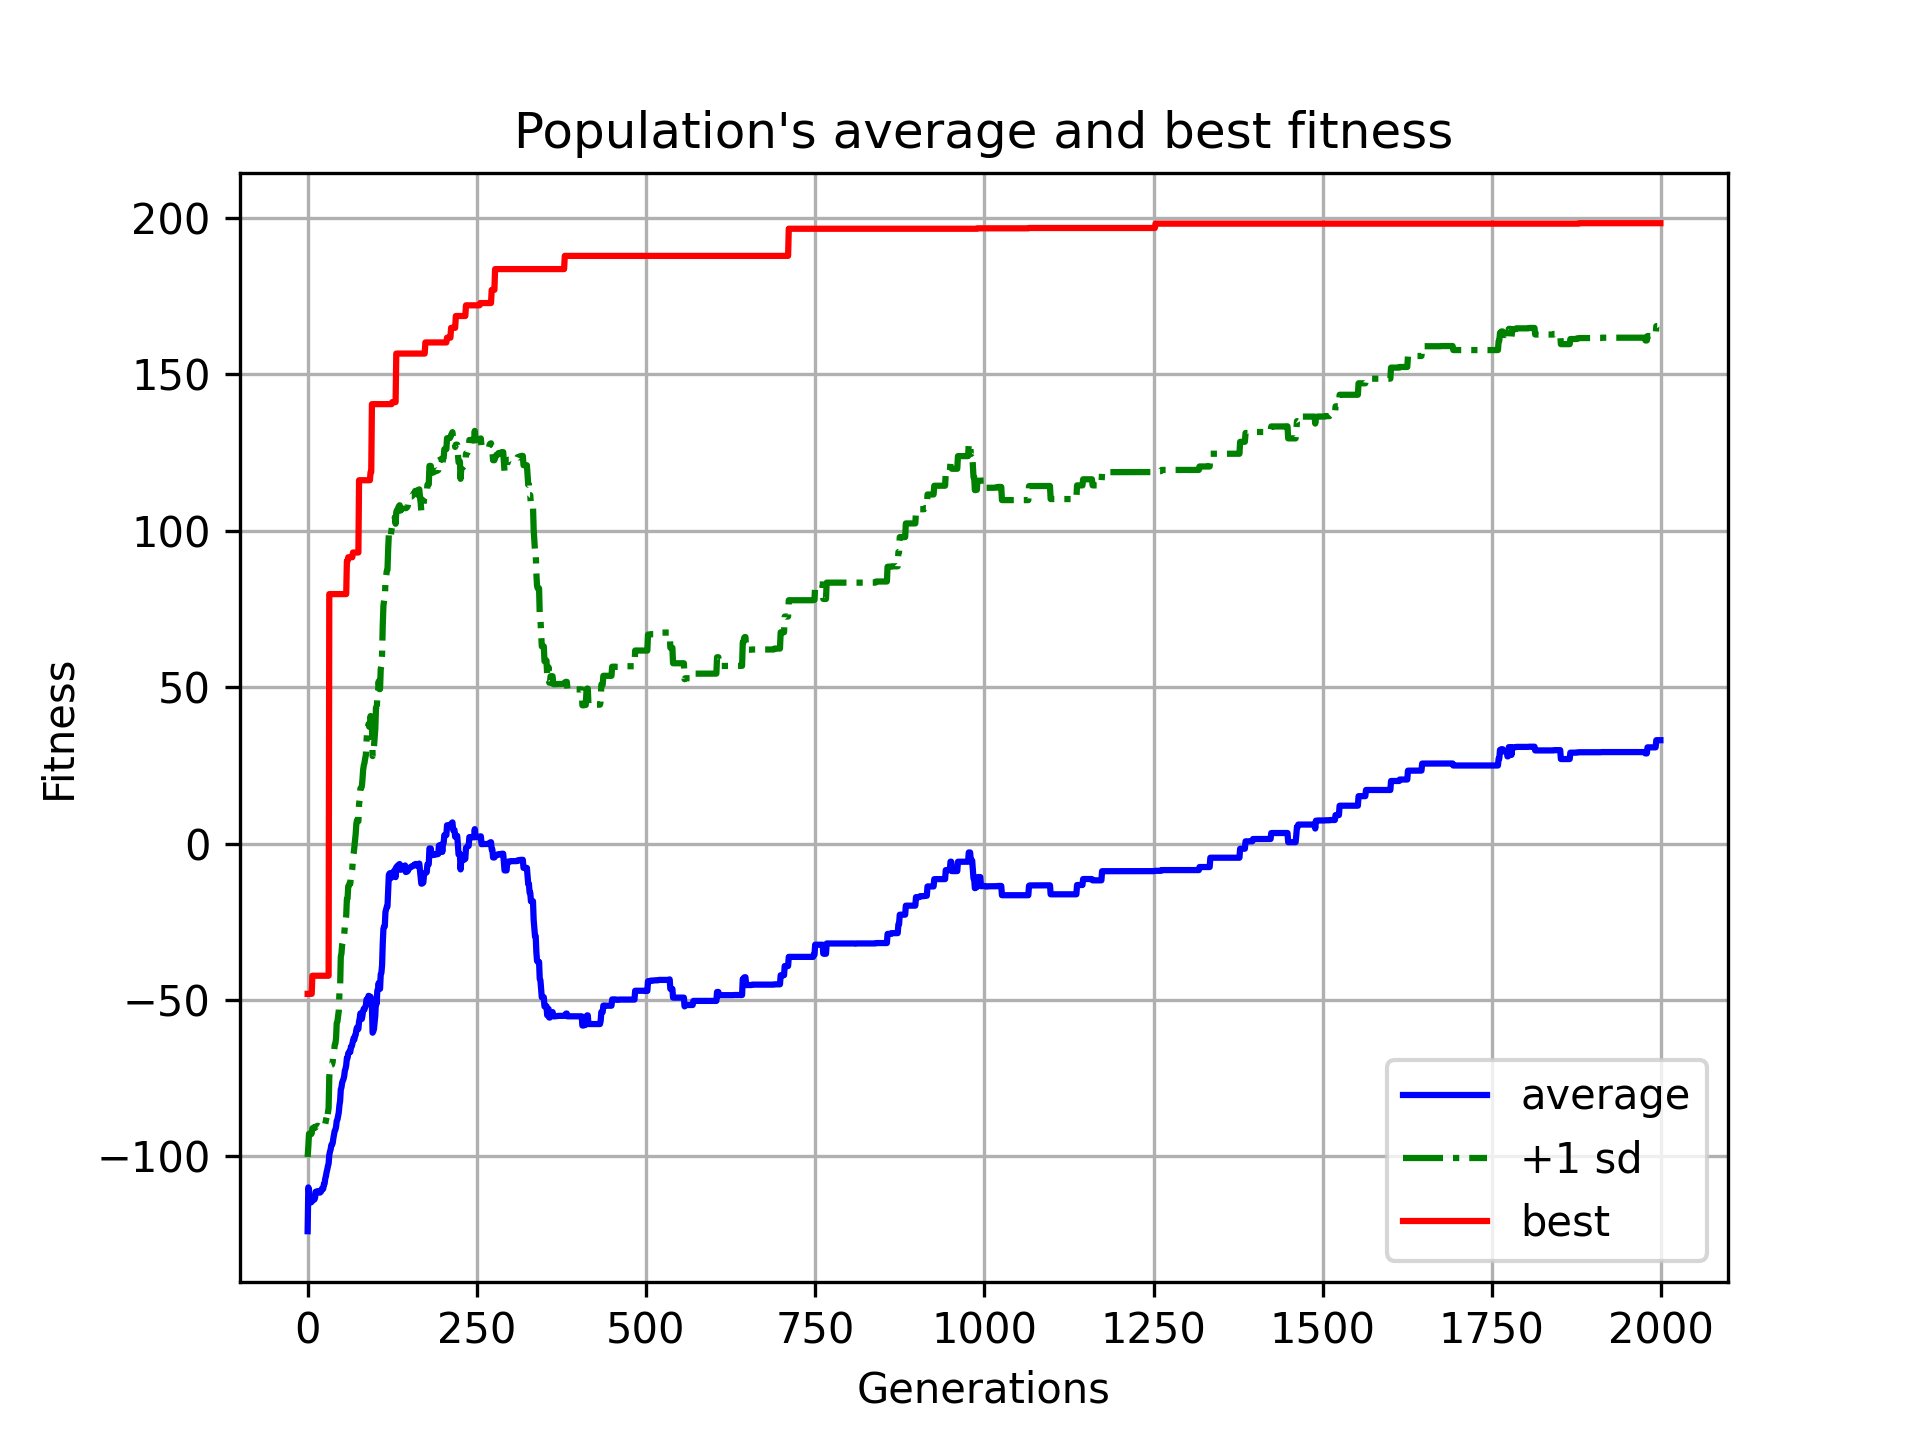 Population's average and best fitness
Fitness
200
150
100
50
0
−50
−100
0 250 500 750 1000 1250 1500 1750 2000
Generations
average
+1 sd
best